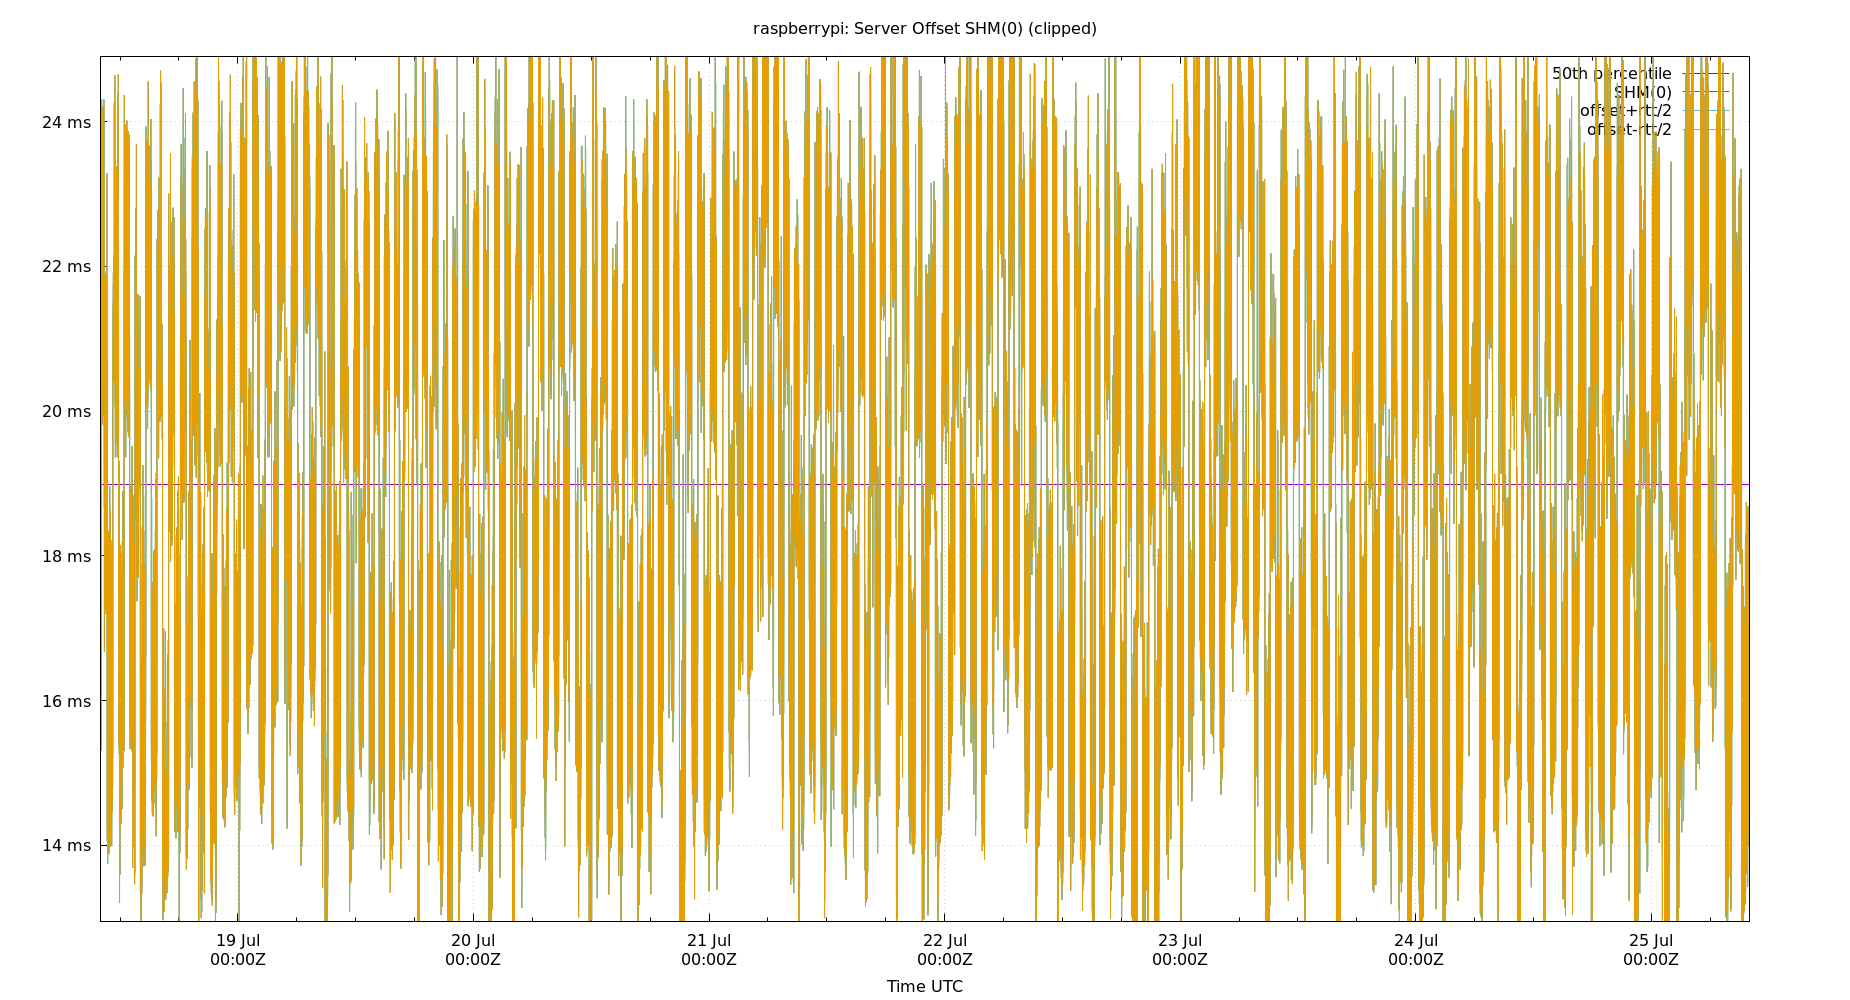 raspberrypi: Server Offset SHM(0) (clipped)
50th percentile
SHM(0)
offset+rtt/2
offset-rtt/2
24 ms
22 ms
20 ms
18 ms
16 ms
14 ms
19 Jul 20 Jul 21 Jul 22 Jul 23 Jul 24 Jul 25 Jul
00:00Z 00:00Z 00:00Z 00:00Z 00:00Z 00:00Z 00:00Z
Time UTC